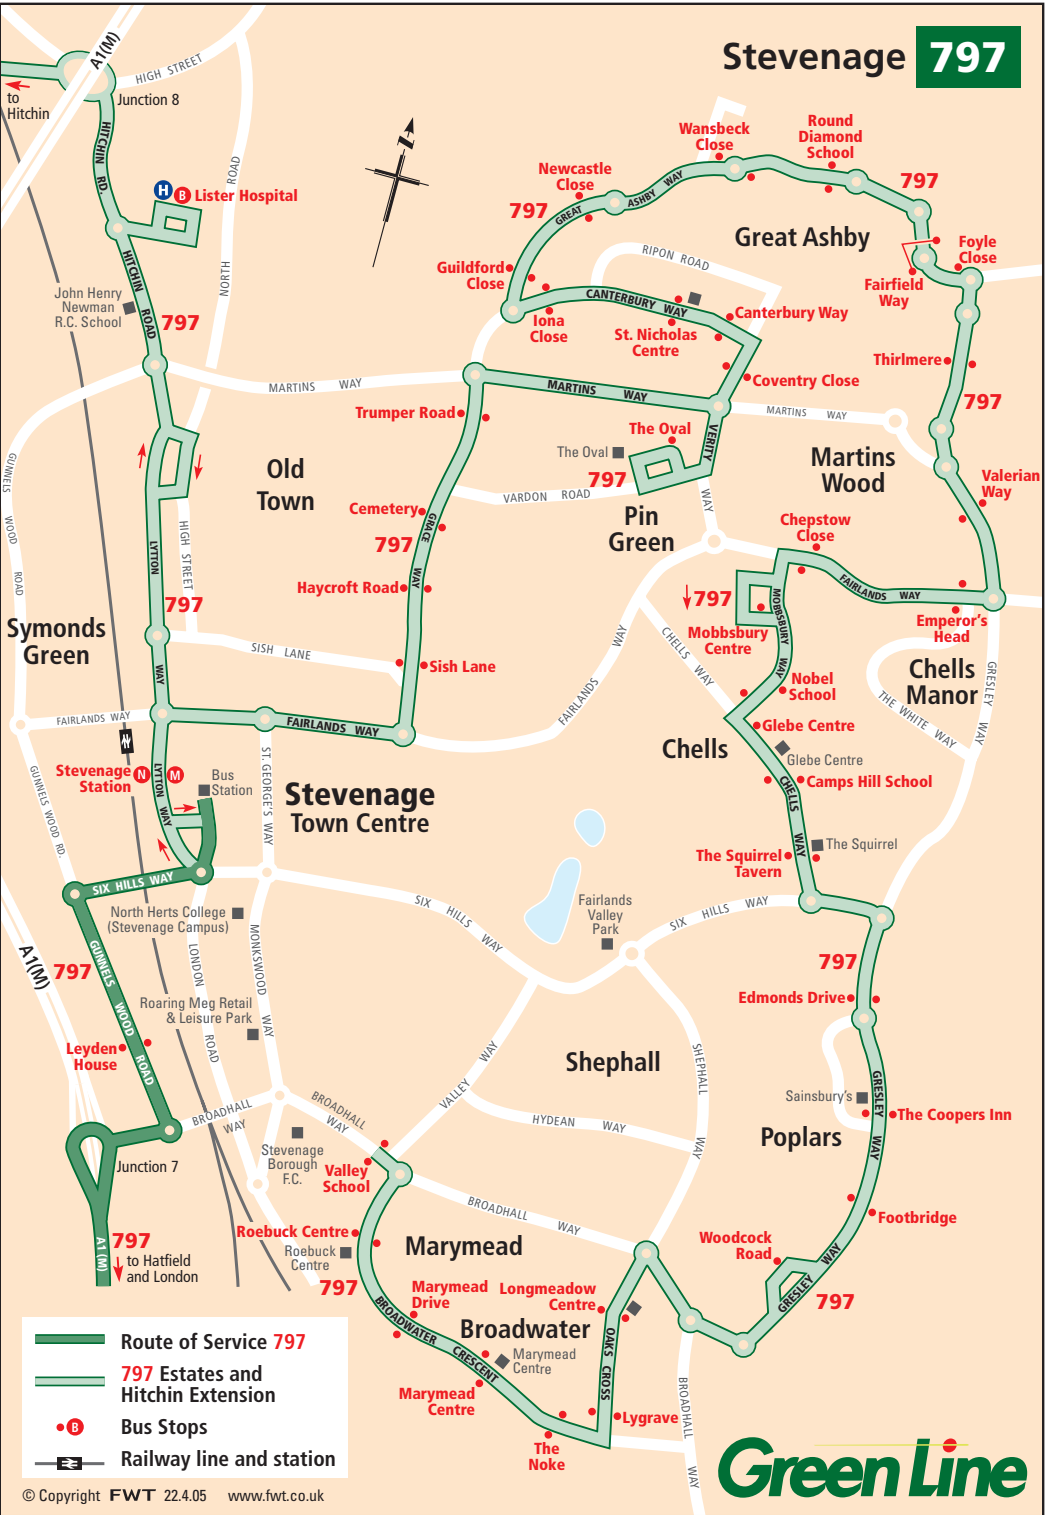 Stevenage 797
A1(M)
HIGH STREET
to
Hitchin
Junction 8
HITCHIN RD.
H
B Lister Hospital
NORTH ROAD
HITCHIN ROAD
John Henry
Newman
R.C. School
797
N
Wansbeck
Close
Round
Diamond
School
Newcastle
Close
797
797
GREAT ASHBY WAY
Great Ashby
Foyle
Close
Fairfield
Way
Guildford
Close
RIPON ROAD
CANTERBURY WAY
Iona
Close
St. Nicholas
Centre
Canterbury Way
Coventry Close
Thirlmere
797
MARTINS WAY
MARTINS WAY
MARTINS WAY
Trumper Road
The Oval
The Oval
797
VERITY
WAY
VARDON ROAD
Martins
Wood
Valerian
Way
Old
Town
GUNNELS WOOD ROAD
Cemetery
797
GRACE WAY
Haycroft Road
Pin
Green
Chepstow
Close
FAIRLANDS WAY
Emperor's
Head
LYTTON WAY
HIGH STREET
797
Symonds
Green
SISH LANE
Sish Lane
797
MOBBSBURY WAY
Mobbsbury
Centre
CHELLS WAY
FAIRLANDS WAY
Nobel
School
Chells
Manor
THE WHITE WAY
GRESLEY WAY
FAIRLANDS WAY
FAIRLANDS WAY
Glebe Centre
Glebe Centre
Chells
Camps Hill School
CHELLS WAY
Stevenage
Station
N
M
LYTTON WAY
Bus
Station
ST. GEORGE'S WAY
Stevenage
Town Centre
GUNNELS WOOD RD.
The Squirrel
The Squirrel
Tavern
SIX HILLS WAY
SIX HILLS WAY
SIX HILLS WAY
North Herts College
(Stevenage Campus)
Fairlands
Valley
Park
A1(M)
797
GUNNELS WOOD ROAD
LONDON ROAD
MONKSWOOD WAY
797
Edmonds Drive
Roaring Meg Retail
& Leisure Park
Leyden
House
Shephall
SHEPHALL WAY
VALLEY WAY
HYDEAN WAY
Sainsbury's
GRESLEY WAY
The Coopers Inn
Poplars
BROADHALL WAY
BROADHALL WAY
Stevenage
Borough
F.C.
Junction 7
Valley
School
BROADHALL WAY
Footbridge
Woodcock
Road
GRESLEY WAY
797
Roebuck Centre
Roebuck
Centre
Marymead
A1 (M)
797
to Hatfield
and London
797
Marymead
Drive
Longmeadow
Centre
Broadwater
BROADWATER CRESCENT
OAKS CROSS
Marymead
Centre
Marymead
Centre
Lygrave
The
Noke
BROADHALL WAY
Route of Service 797
797 Estates and
Hitchin Extension
B Bus Stops
Railway line and station
© Copyright FWT 22.4.05 www.fwt.co.uk
Green Line